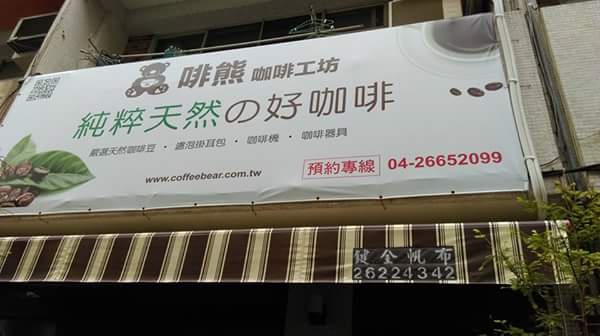 啡熊 咖啡工坊
純粹天然の好咖啡
嚴選天然咖啡豆・濾泡掛耳包・咖啡機・咖啡器具
www.coffeebear.com.tw
預約專線 04-26652099
健全帆布
26224342